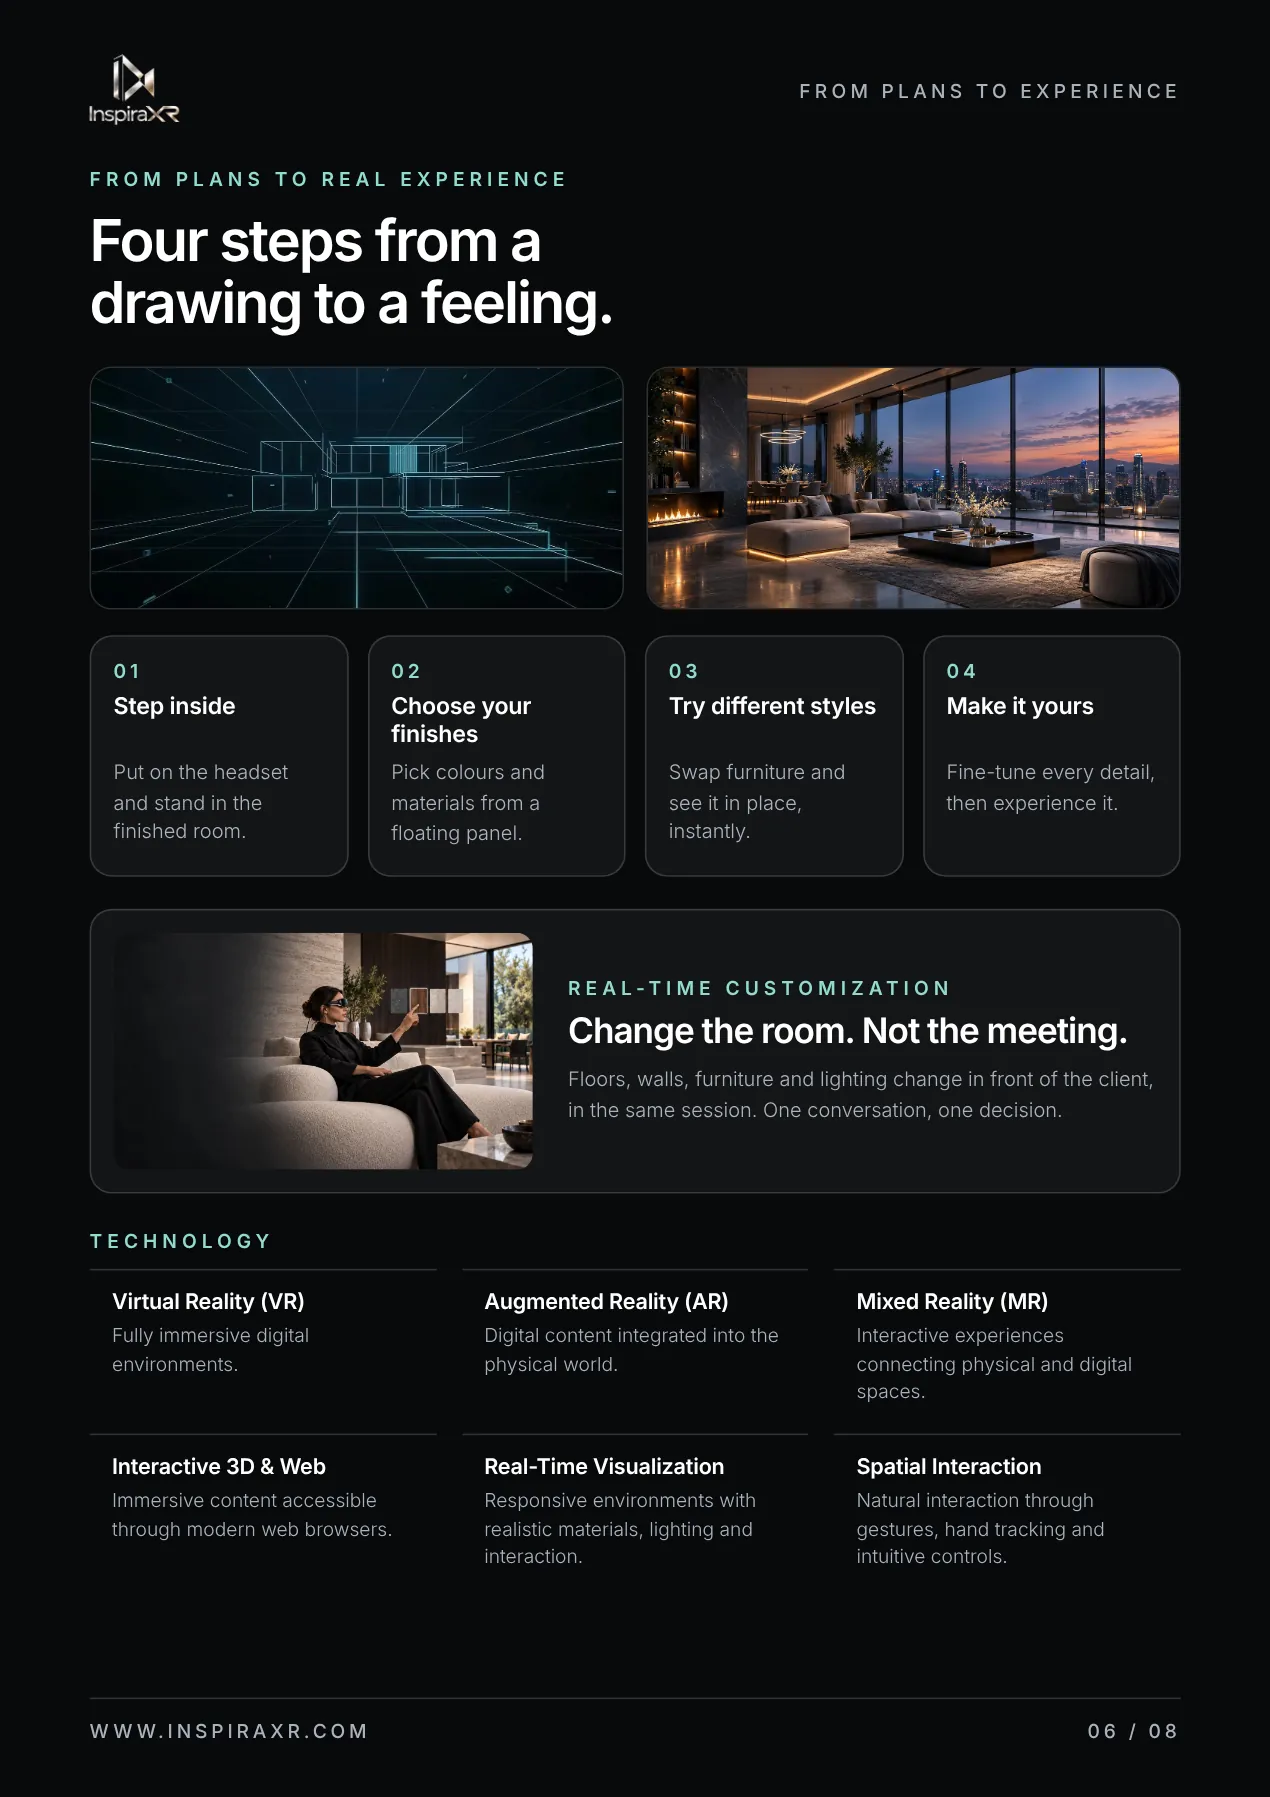 InspiraXR
FROM PLANS TO EXPERIENCE
FROM PLANS TO REAL EXPERIENCE
Four steps from a
drawing to a feeling.
01
Step inside
Put on the headset
and stand in the
finished room.
02
Choose your
finishes
Pick colours and
materials from a
floating panel.
03
Try different styles
Swap furniture and
see it in place,
instantly.
04
Make it yours
Fine-tune every detail,
then experience it.
REAL-TIME CUSTOMIZATION
Change the room. Not the meeting.
Floors, walls, furniture and lighting change in front of the client,
in the same session. One conversation, one decision.
TECHNOLOGY
Virtual Reality (VR)
Fully immersive digital
environments.
Augmented Reality (AR)
Digital content integrated into the
physical world.
Mixed Reality (MR)
Interactive experiences
connecting physical and digital
spaces.
Interactive 3D & Web
Immersive content accessible
through modern web browsers.
Real-Time Visualization
Responsive environments with
realistic materials, lighting and
interaction.
Spatial Interaction
Natural interaction through
gestures, hand tracking and
intuitive controls.
WWW.INSPIRAXR.COM
06 / 08